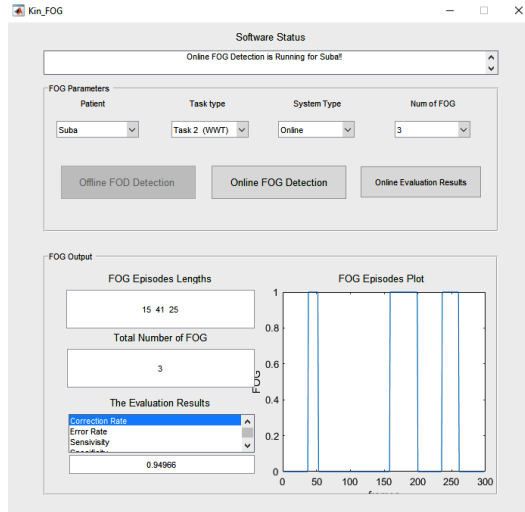 Kin_FOG
Software Status
Online FOG Detection is Running for Suba!!
FOG Parameters
Patient Task type System Type Num of FOG
Suba Task 2 (WWT) Online 3
Offline FOD Detection Online FOG Detection Online Evaluation Results
FOG Output
FOG Episodes Lengths
15 41 25
Total Number of FOG
3
The Evaluation Results
Correction Rate
Error Rate
Sensivisity
0.94966
FOG Episodes Plot
1
0.8
0.6
0.4
0.2
0
FOG
0 50 100 150 200 250 300